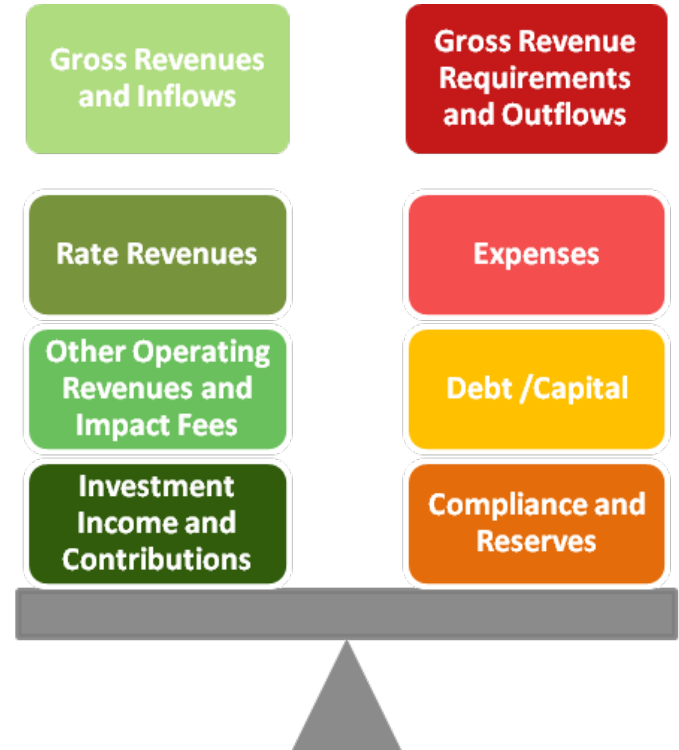 Gross Revenues
and Inflows
Gross Revenue
Requirements
and Outflows
Rate Revenues
Expenses
Other Operating
Revenues and
Impact Fees
Debt /Capital
Investment
Income and
Contributions
Compliance and
Reserves